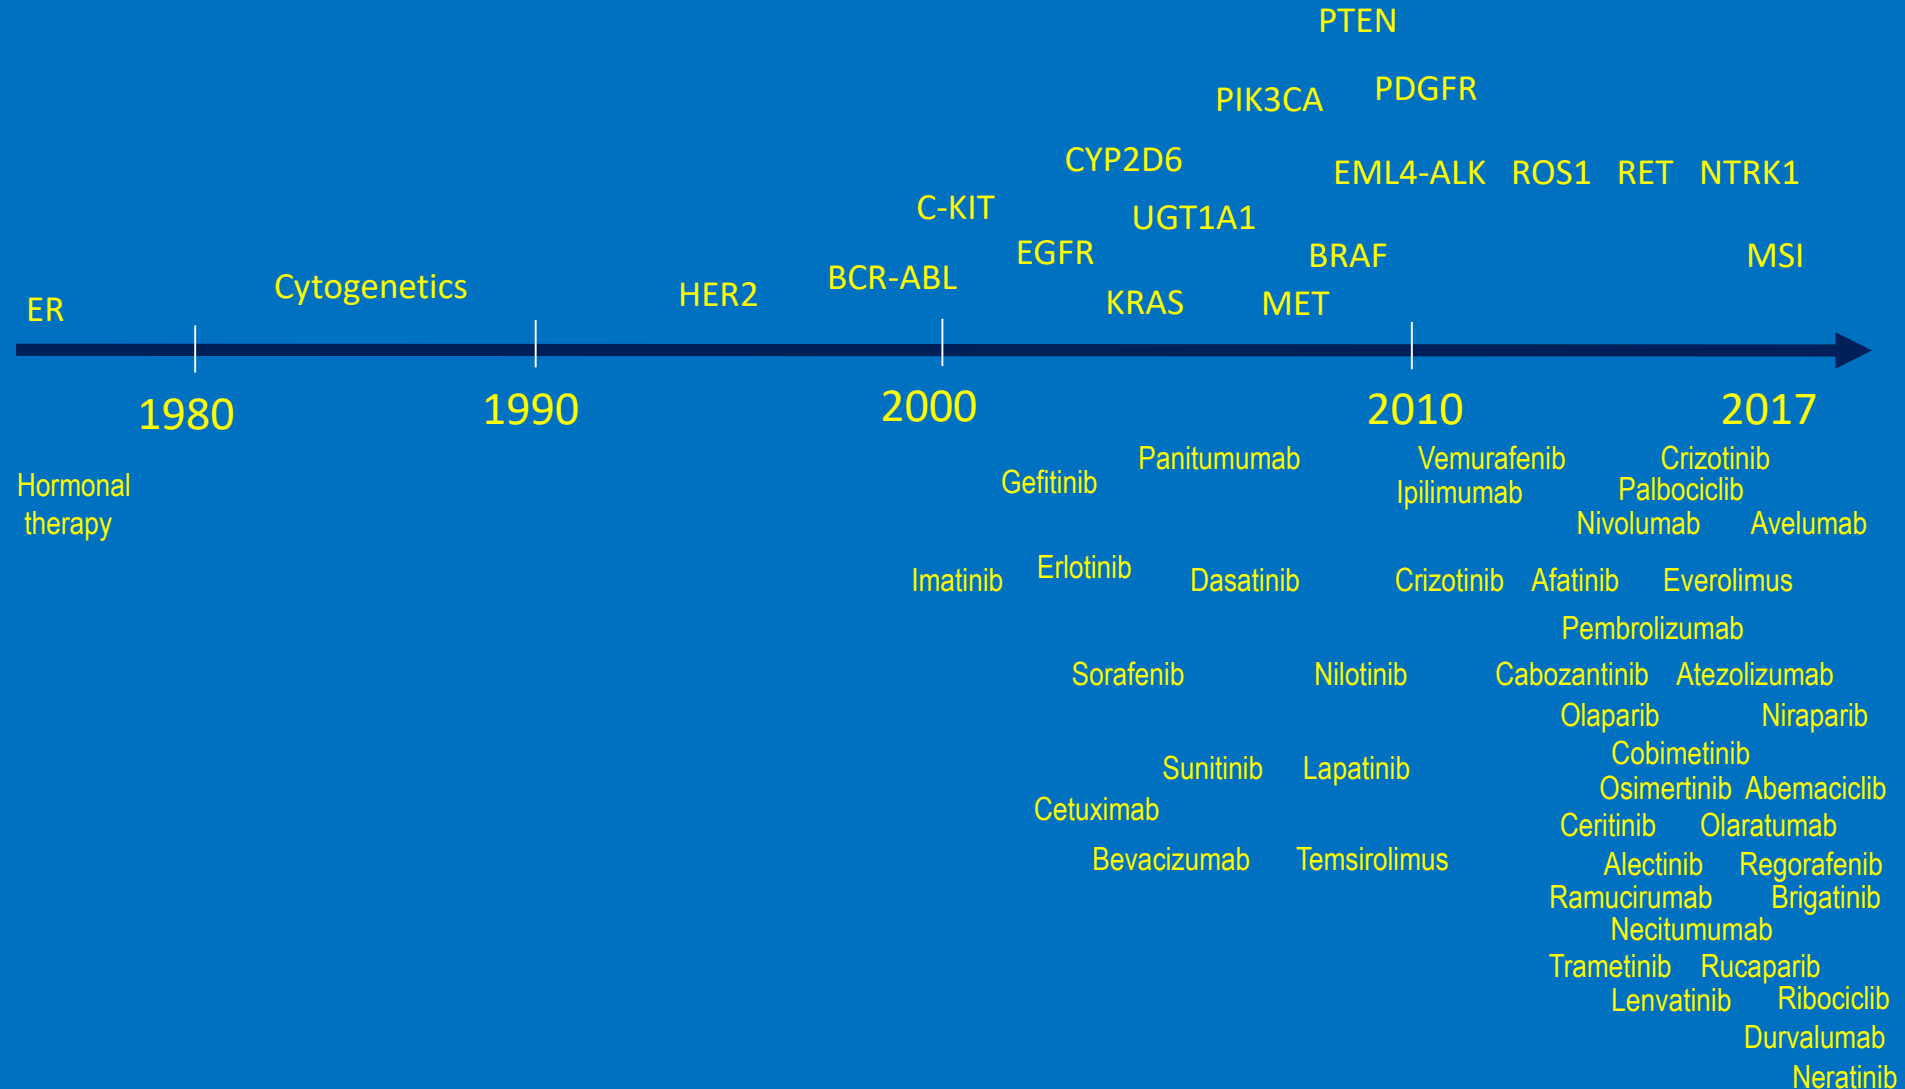 PTEN
PIK3CA PDGFR
CYP2D6 EML4-ALK ROS1 RET NTRK1
C-KIT UGT1A1
EGFR BRAF MSI
ER Cytogenetics HER2 BCR-ABL KRAS MET
1980 1990 2000 2010 2017
Hormonal
therapy
Gefitinib Panitumumab Vemurafenib Crizotinib
Ipilimumab Palbociclib
Nivolumab Avelumab
Imatinib Erlotinib Dasatinib Crizotinib Afatinib Everolimus
Pembrolizumab
Sorafenib Nilotinib Cabozantinib Atezolizumab
Olaparib Niraparib
Cobimetinib
Sunitinib Lapatinib Osimertinib Abemaciclib
Cetuximab Ceritinib Olaratumab
Bevacizumab Temsirolimus Alectinib Regorafenib
Ramucirumab Brigatinib
Necitumumab
Trametinib Rucaparib
Lenvatinib Ribociclib
Durvalumab
Neratinib